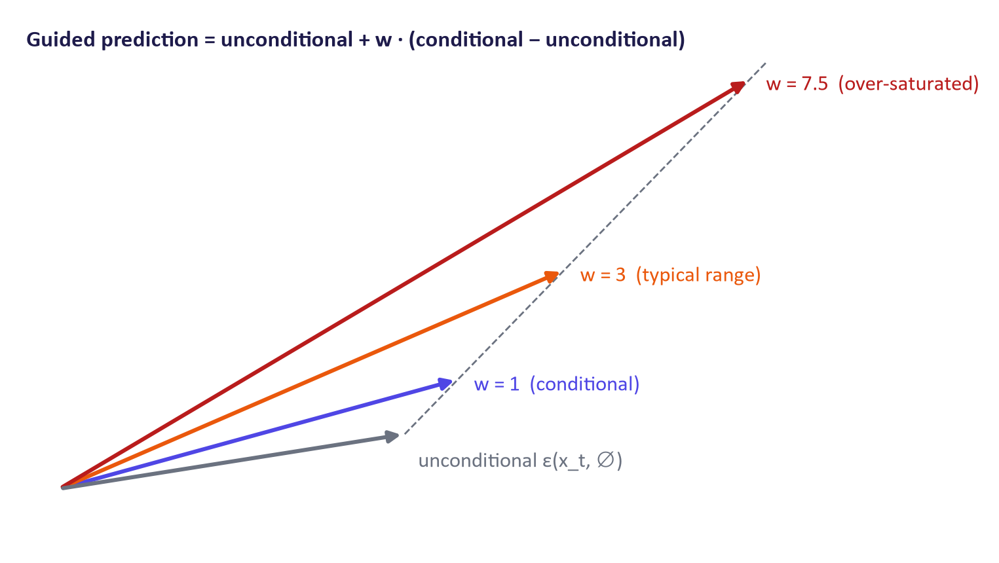 Guided prediction = unconditional + w · (conditional − unconditional)
w = 7.5 (over-saturated)
w = 3 (typical range)
w = 1 (conditional)
unconditional ε(x_t, ∅)